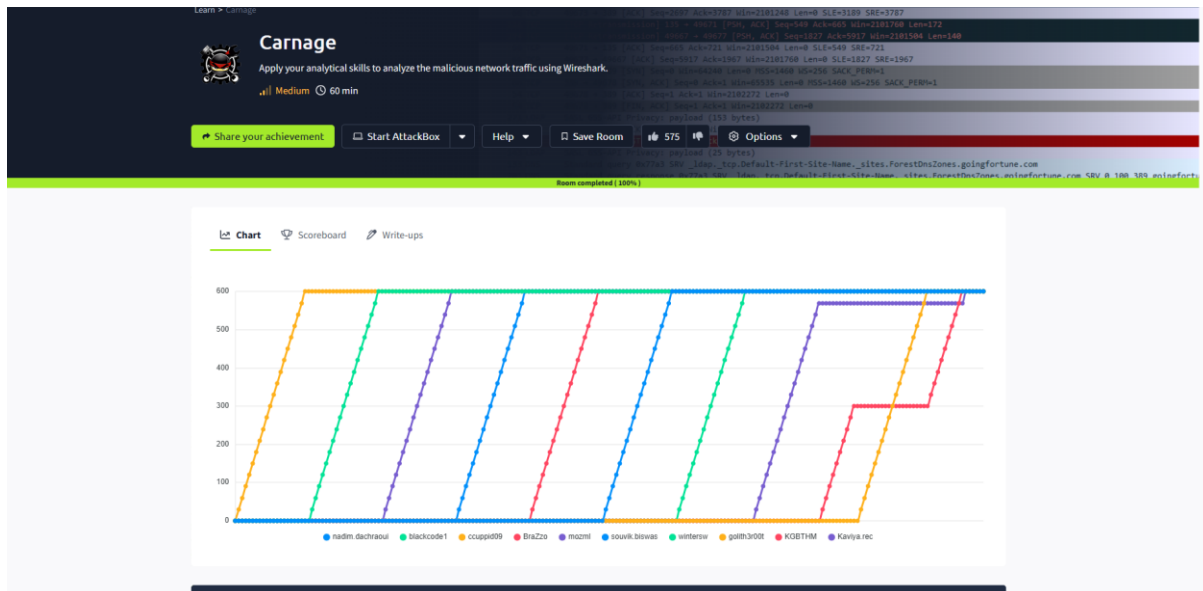 Learn > Carnage
Carnage
Apply your analytical skills to analyze the malicious network traffic using Wireshark.
Medium 60 min
Share your achievement Start AttackBox Help Save Room 575 Options
Room completed ( 100% )
Chart Scoreboard Write-ups
600
500
400
300
200
100
0
nadim.dachraoui blackcode1 ccuppid09 BraZzo mozml souvik.biswas wintersw golith3r00t KGBTHM Kaviya.rec